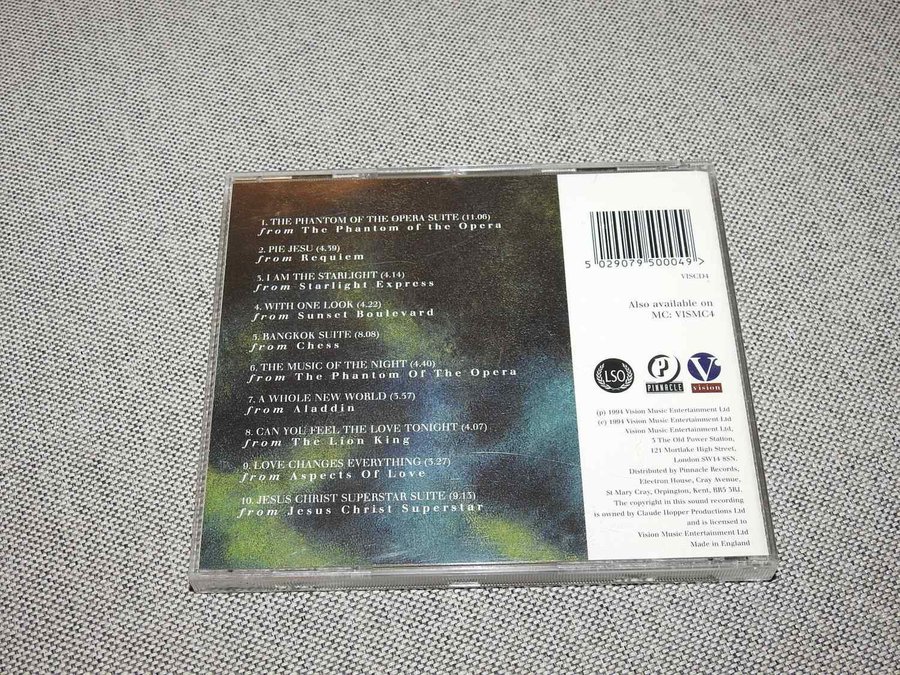 1. THE PHANTOM OF THE OPERA SUITE (11.06)
from The Phantom of the Opera
2. PIE JESU (4.39)
from Requiem
3. I AM THE STARLIGHT (4.14)
from Starlight Express
4. WITH ONE LOOK (4.22)
from Sunset Boulevard
5. BANGKOK SUITE (8.08)
from Chess
6. THE MUSIC OF THE NIGHT (4.40)
from The Phantom Of The Opera
7. A WHOLE NEW WORLD (3.57)
from Aladdin
8. CAN YOU FEEL THE LOVE TONIGHT (4.07)
from The Lion King
9. LOVE CHANGES EVERYTHING (3.27)
from Aspects Of Love
10. JESUS CHRIST SUPERSTAR SUITE (9.13)
from Jesus Christ Superstar
5 029079 500049 >
VISCD4
Also available on
MC: VISMC4
LSO
P
PINNACLE
V
vision
(p) 1994 Vision Music Entertainment Ltd
(c) 1994 Vision Music Entertainment Ltd
Vision Music Entertainment Ltd,
3 The Old Power Station,
121 Mortlake High Street,
London SW14 8SN.
Distributed by Pinnacle Records,
Electron House, Cray Avenue,
St Mary Cray, Orpington, Kent, BR5 3RJ.
The copyright in this sound recording
is owned by Claude Hopper Productions Ltd
and is licensed to
Vision Music Entertainment Ltd
Made in England